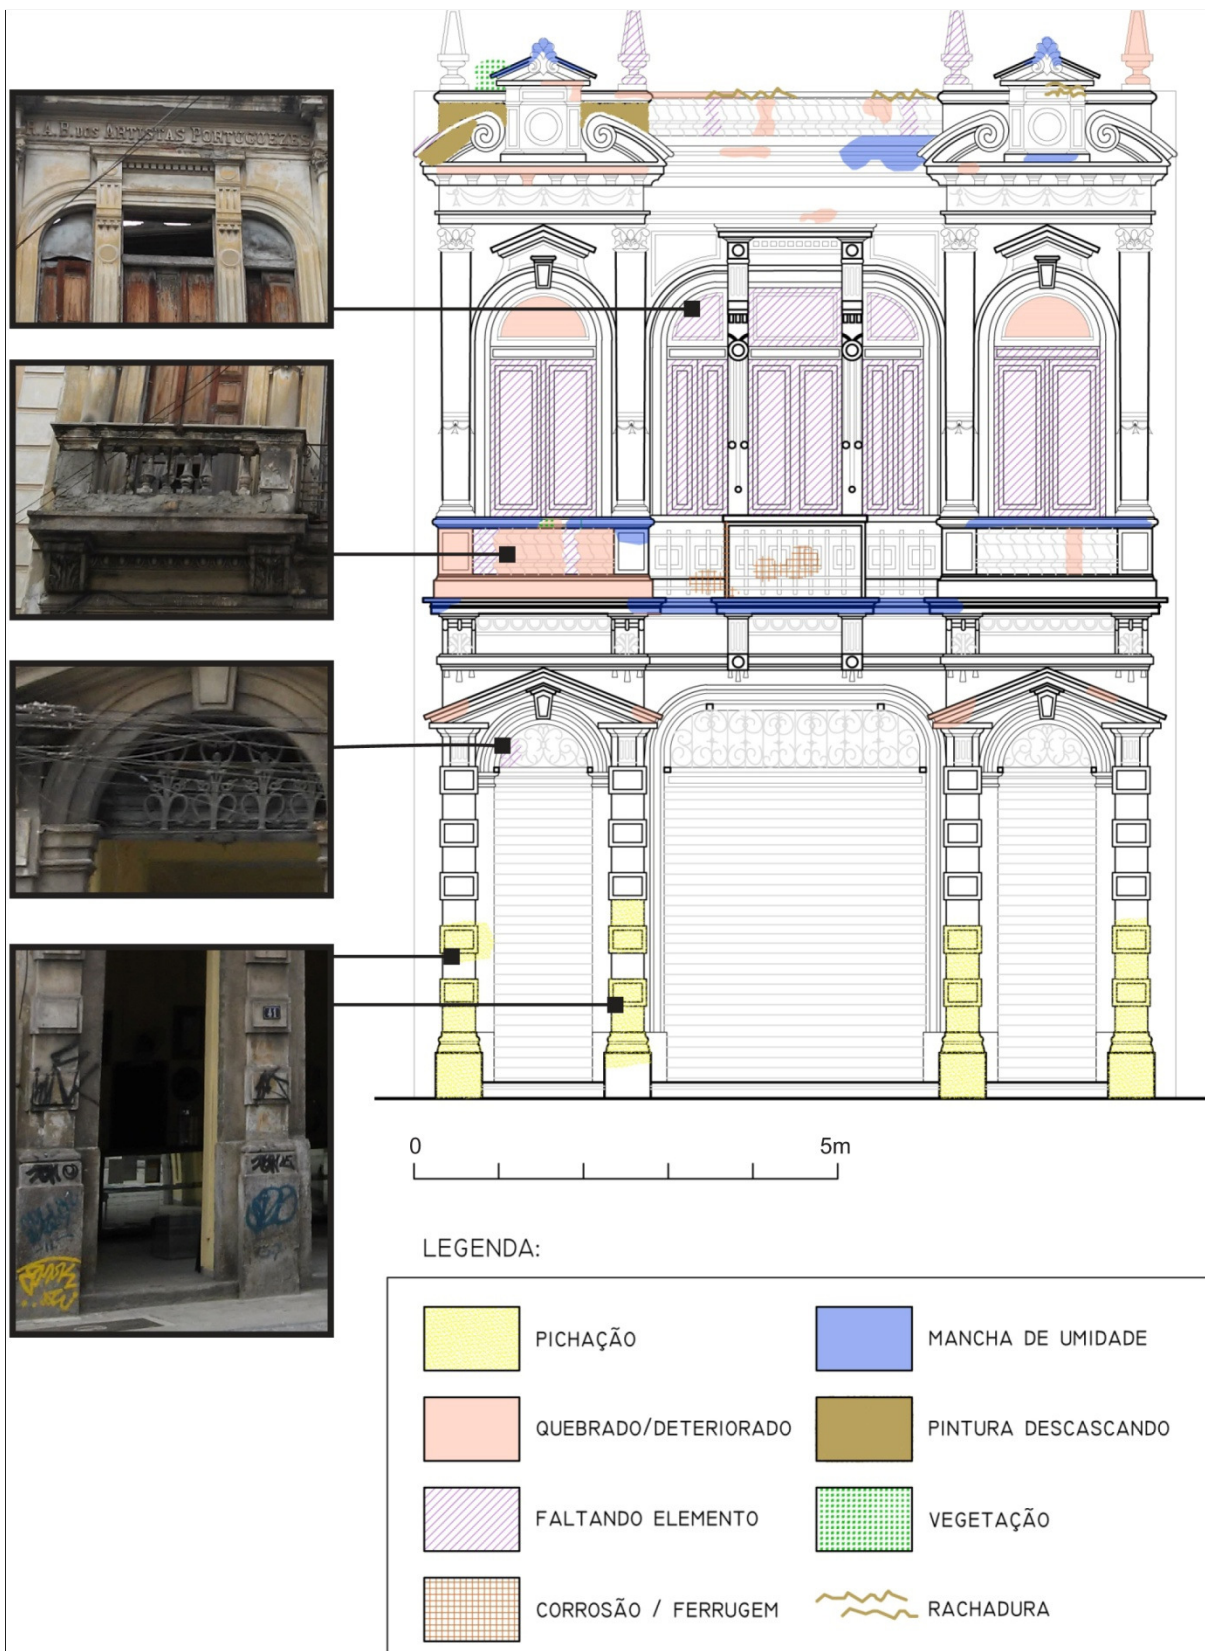 A.B. DOS ARTISTAS PORTUGUEZES
41
0
5m
LEGENDA:
PICHAÇÃO
MANCHA DE UMIDADE
QUEBRADO/DETERIORADO
PINTURA DESCASCANDO
FALTANDO ELEMENTO
VEGETAÇÃO
CORROSÃO / FERRUGEM
RACHADURA